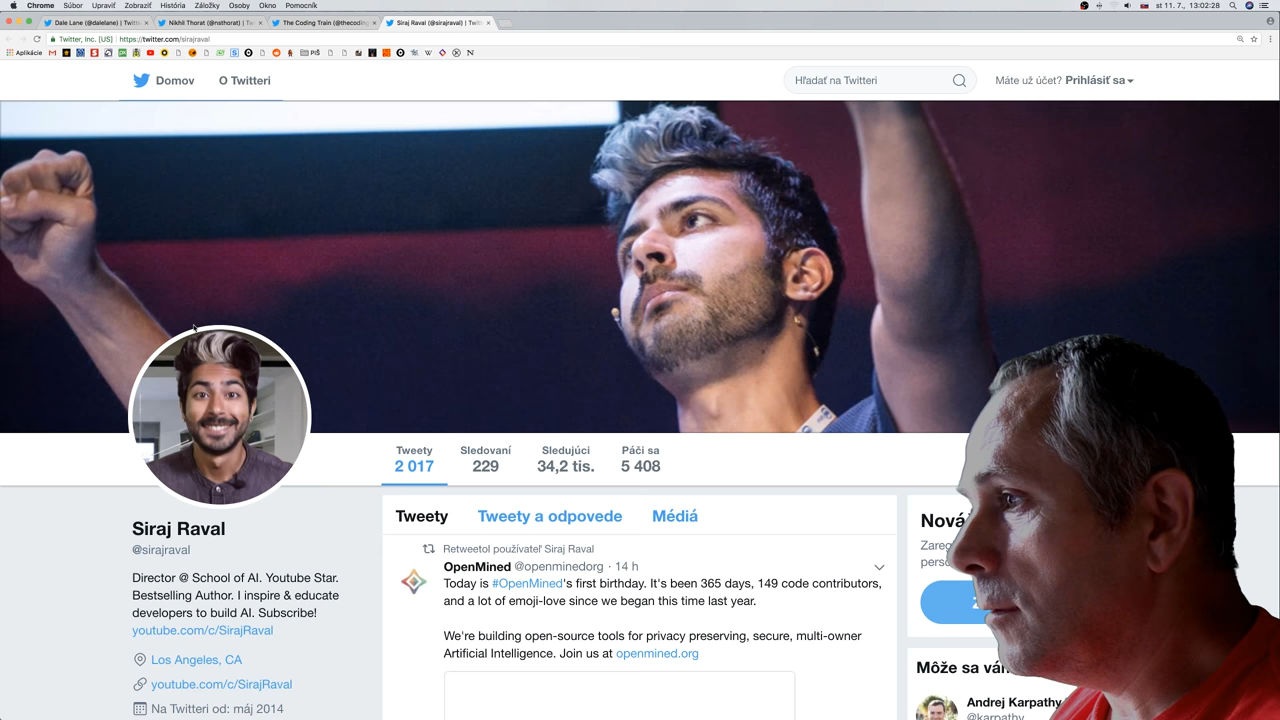 Chrome Súbor Upraviť Zobraziť História Záložky Osoby Okno Pomocník
st 11. 7., 13:02:28
Dale Lane (@dalelane) | Twitt
Nikhil Thorat (@nsthorat) | Tw
The Coding Train (@thecoding
Siraj Raval (@sirajraval) | Twit
Twitter, Inc. [US] https://twitter.com/sirajraval
Aplikácie
PIŠ
Domov
O Twitteri
Hľadať na Twitteri
Máte už účet? Prihlásiť sa
Tweety
2 017
Sledovaní
229
Sledujúci
34,2 tis.
Páči sa
5 408
Siraj Raval
@sirajraval
Director @ School of AI. Youtube Star.
Bestselling Author. I inspire & educate
developers to build AI. Subscribe!
youtube.com/c/SirajRaval
Los Angeles, CA
youtube.com/c/SirajRaval
Na Twitteri od: máj 2014
Tweety
Tweety a odpovede
Médiá
Retweetol používateľ Siraj Raval
OpenMined @openminedorg · 14 h
Today is #OpenMined's first birthday. It's been 365 days, 149 code contributors,
and a lot of emoji-love since we began this time last year.
We're building open-source tools for privacy preserving, secure, multi-owner
Artificial Intelligence. Join us at openmined.org
Môže sa vá
Andrej Karpathy
@karpathy